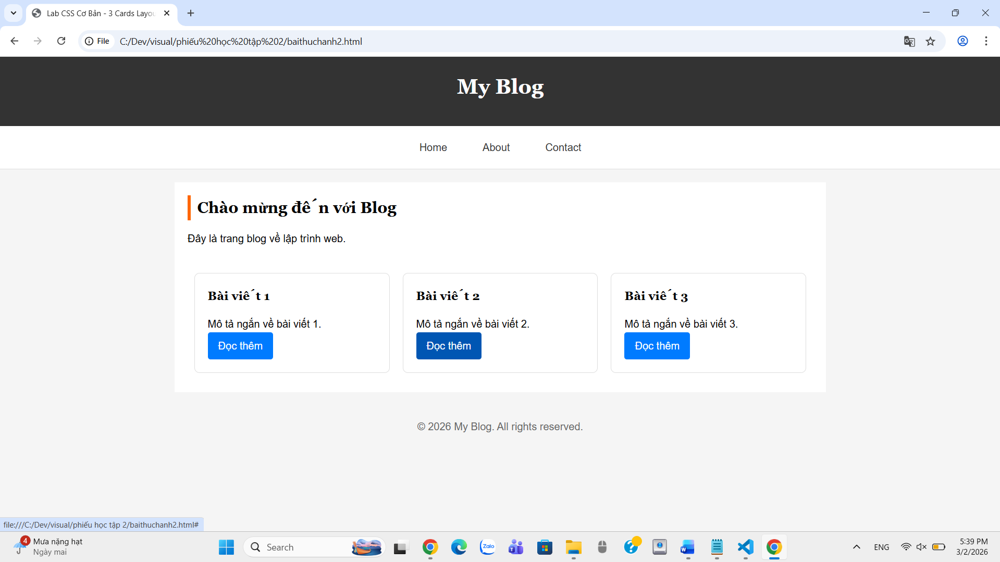 Lab CSS Cơ Bản - 3 Cards Layou
File
C:/Dev/visual/phiếu%20học%20tập%202/baithuchanh2.html
My Blog
Home About Contact
Chào mừng đến với Blog
Đây là trang blog về lập trình web.
Bài viết 1
Mô tả ngắn về bài viết 1.
Đọc thêm
Bài viết 2
Mô tả ngắn về bài viết 2.
Đọc thêm
Bài viết 3
Mô tả ngắn về bài viết 3.
Đọc thêm
© 2026 My Blog. All rights reserved.
file:///C:/Dev/visual/phiếu học tập 2/baithuchanh2.html#
4
Mưa nặng hạt
Ngày mai
Search
Zalo
ENG
5:39 PM
3/2/2026